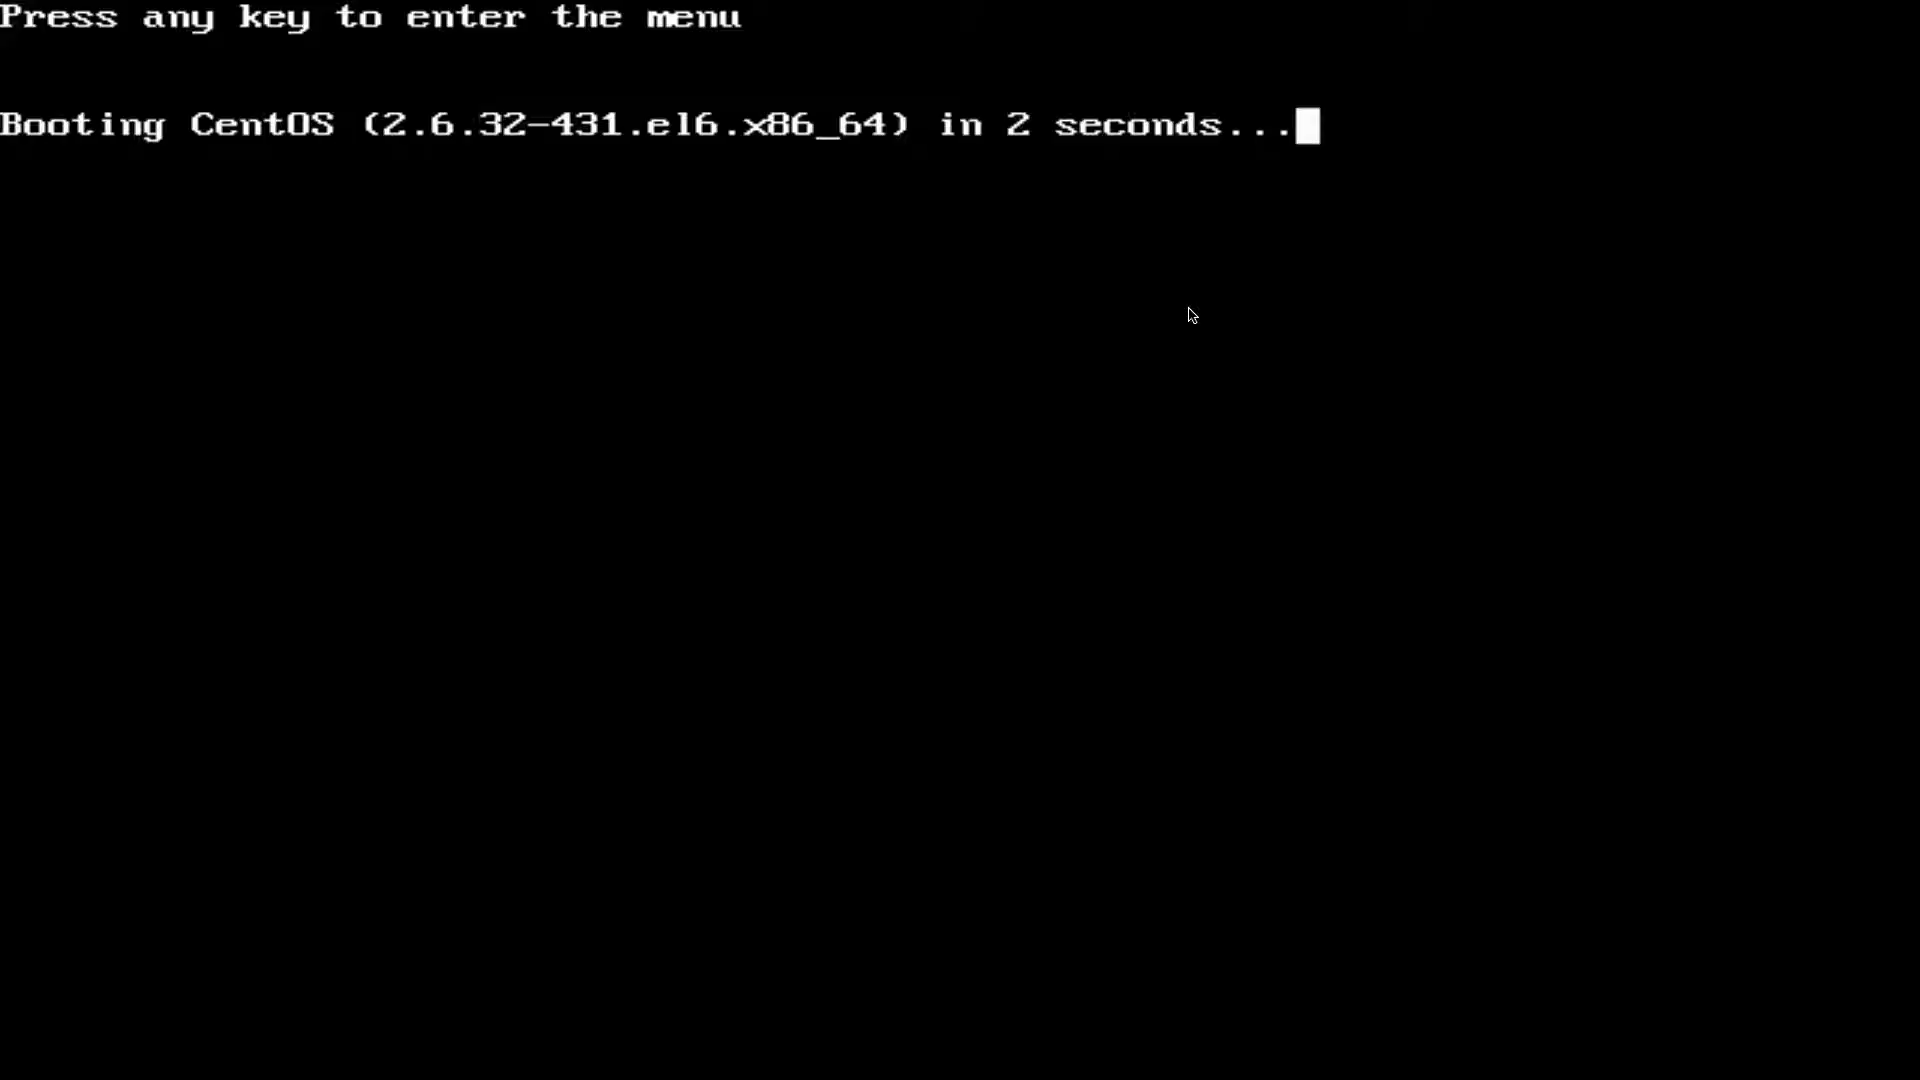 Press any key to enter the menu
Booting CentOS (2.6.32-431.el6.x86_64) in 2 seconds...